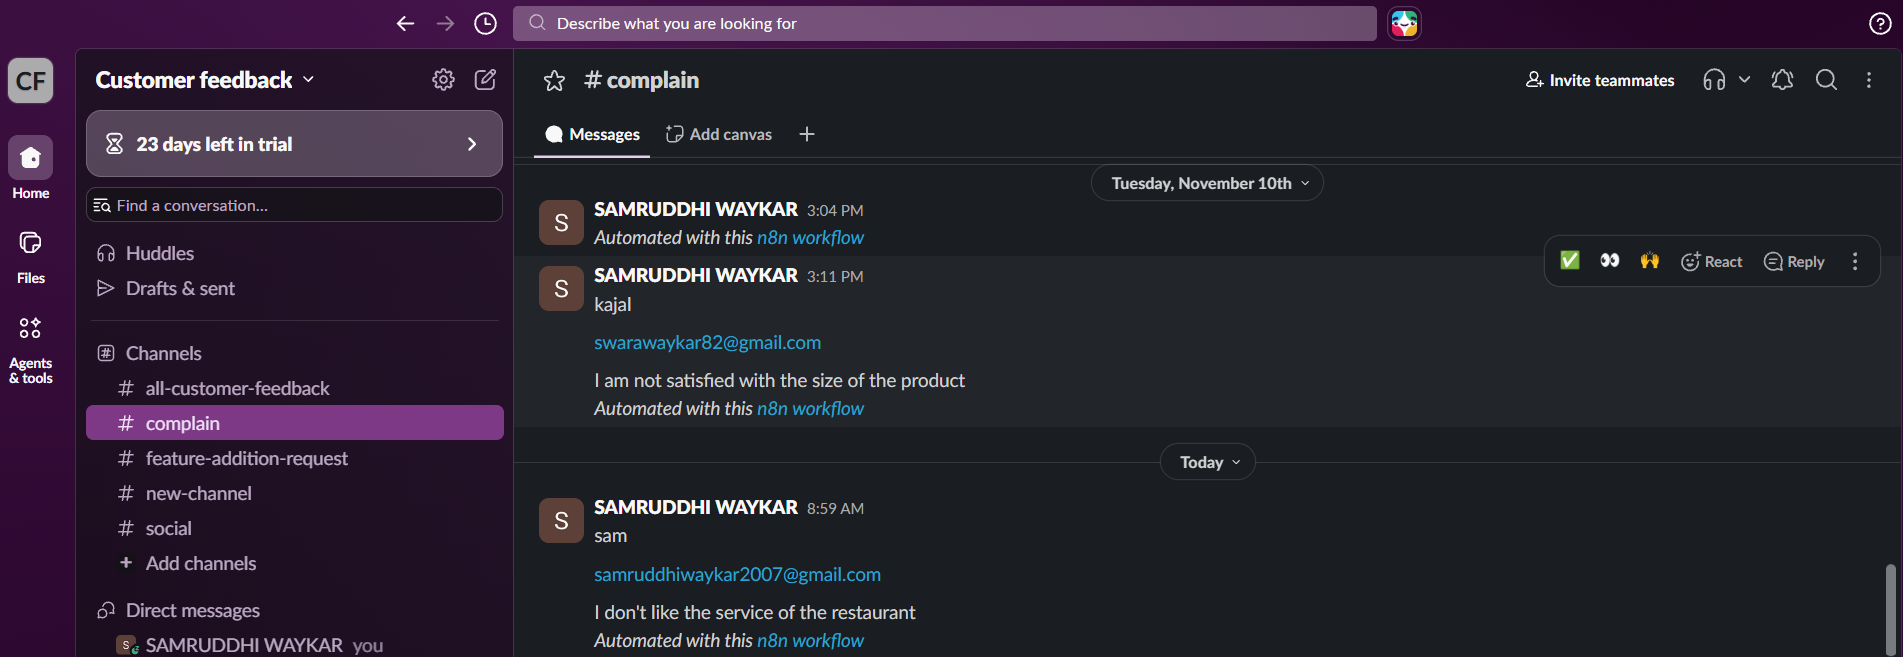 Describe what you are looking for
CF
Home
Files
Agents
& tools
Customer feedback
23 days left in trial
Find a conversation...
Huddles
Drafts & sent
Channels
# all-customer-feedback
# complain
# feature-addition-request
# new-channel
# social
+ Add channels
Direct messages
S SAMRUDDHI WAYKAR you
# complain
Invite teammates
Messages Add canvas +
Tuesday, November 10th
S
SAMRUDDHI WAYKAR 3:04 PM
Automated with this n8n workflow
React Reply
S
SAMRUDDHI WAYKAR 3:11 PM
kajal
swarawaykar82@gmail.com
I am not satisfied with the size of the product
Automated with this n8n workflow
Today
S
SAMRUDDHI WAYKAR 8:59 AM
sam
samruddhiwaykar2007@gmail.com
I don't like the service of the restaurant
Automated with this n8n workflow